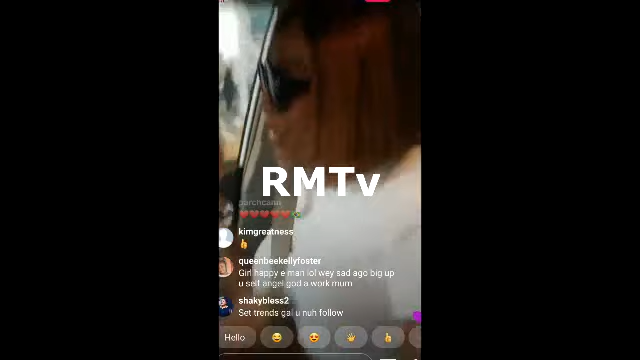 RMTv
parchcann
kimgreatness
queenbeekellyfoster
Girl happy e man lol wey sad ago big up
u self angel god a work mum
shakybless2
Set trends gal u nuh follow
Hello